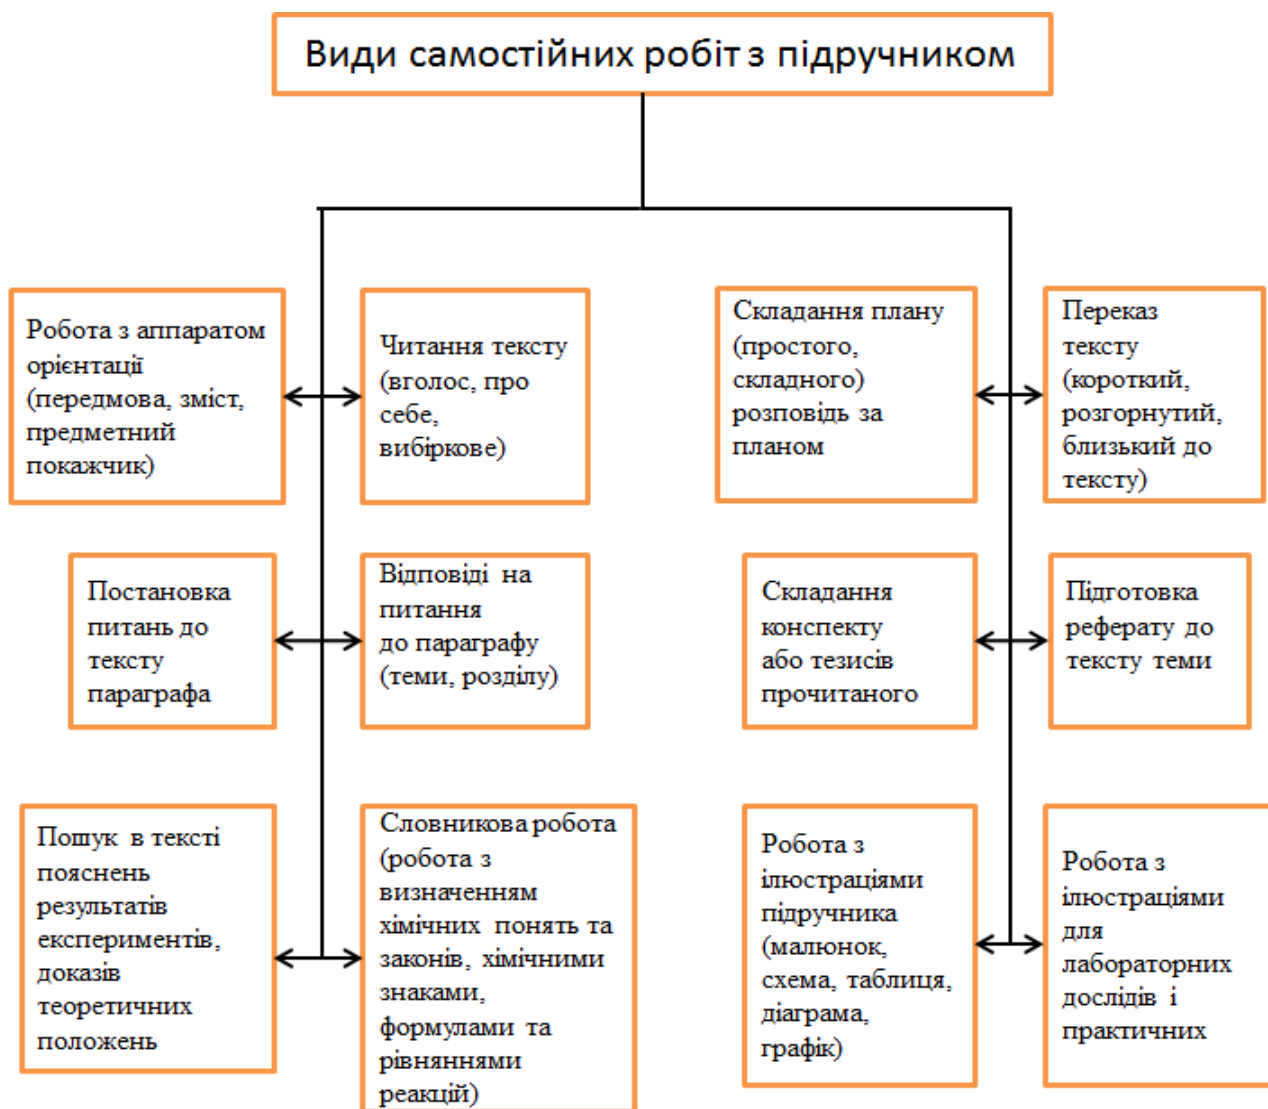 Види самостійних робіт з підручником
Робота з аппаратом
орієнтації
(передмова, зміст,
предметний
покажчик)
Читання тексту
(вголос, про
себе,
вибіркове)
Складання плану
(простого,
складного)
розповідь за
планом
Переказ
тексту
(короткий,
розгорнутий,
близький до
тексту)
Постановка
питань до
тексту
параграфа
Відповіді на
питання
до параграфу
(теми, розділу)
Складання
конспекту
або тезисів
прочитаного
Підготовка
реферату до
тексту теми
Пошук в тексті
пояснень
результатів
експериментів,
доказів
теоретичних
положень
Словникова робота
(робота з
визначенням
хімічних понять та
законів, хімічними
знаками,
формулами та
рівняннями
реакцій)
Робота з
ілюстраціями
підручника
(малюнок,
схема, таблиця,
діаграма,
графік)
Робота з
ілюстраціями
для
лабораторних
дослідів і
практичних